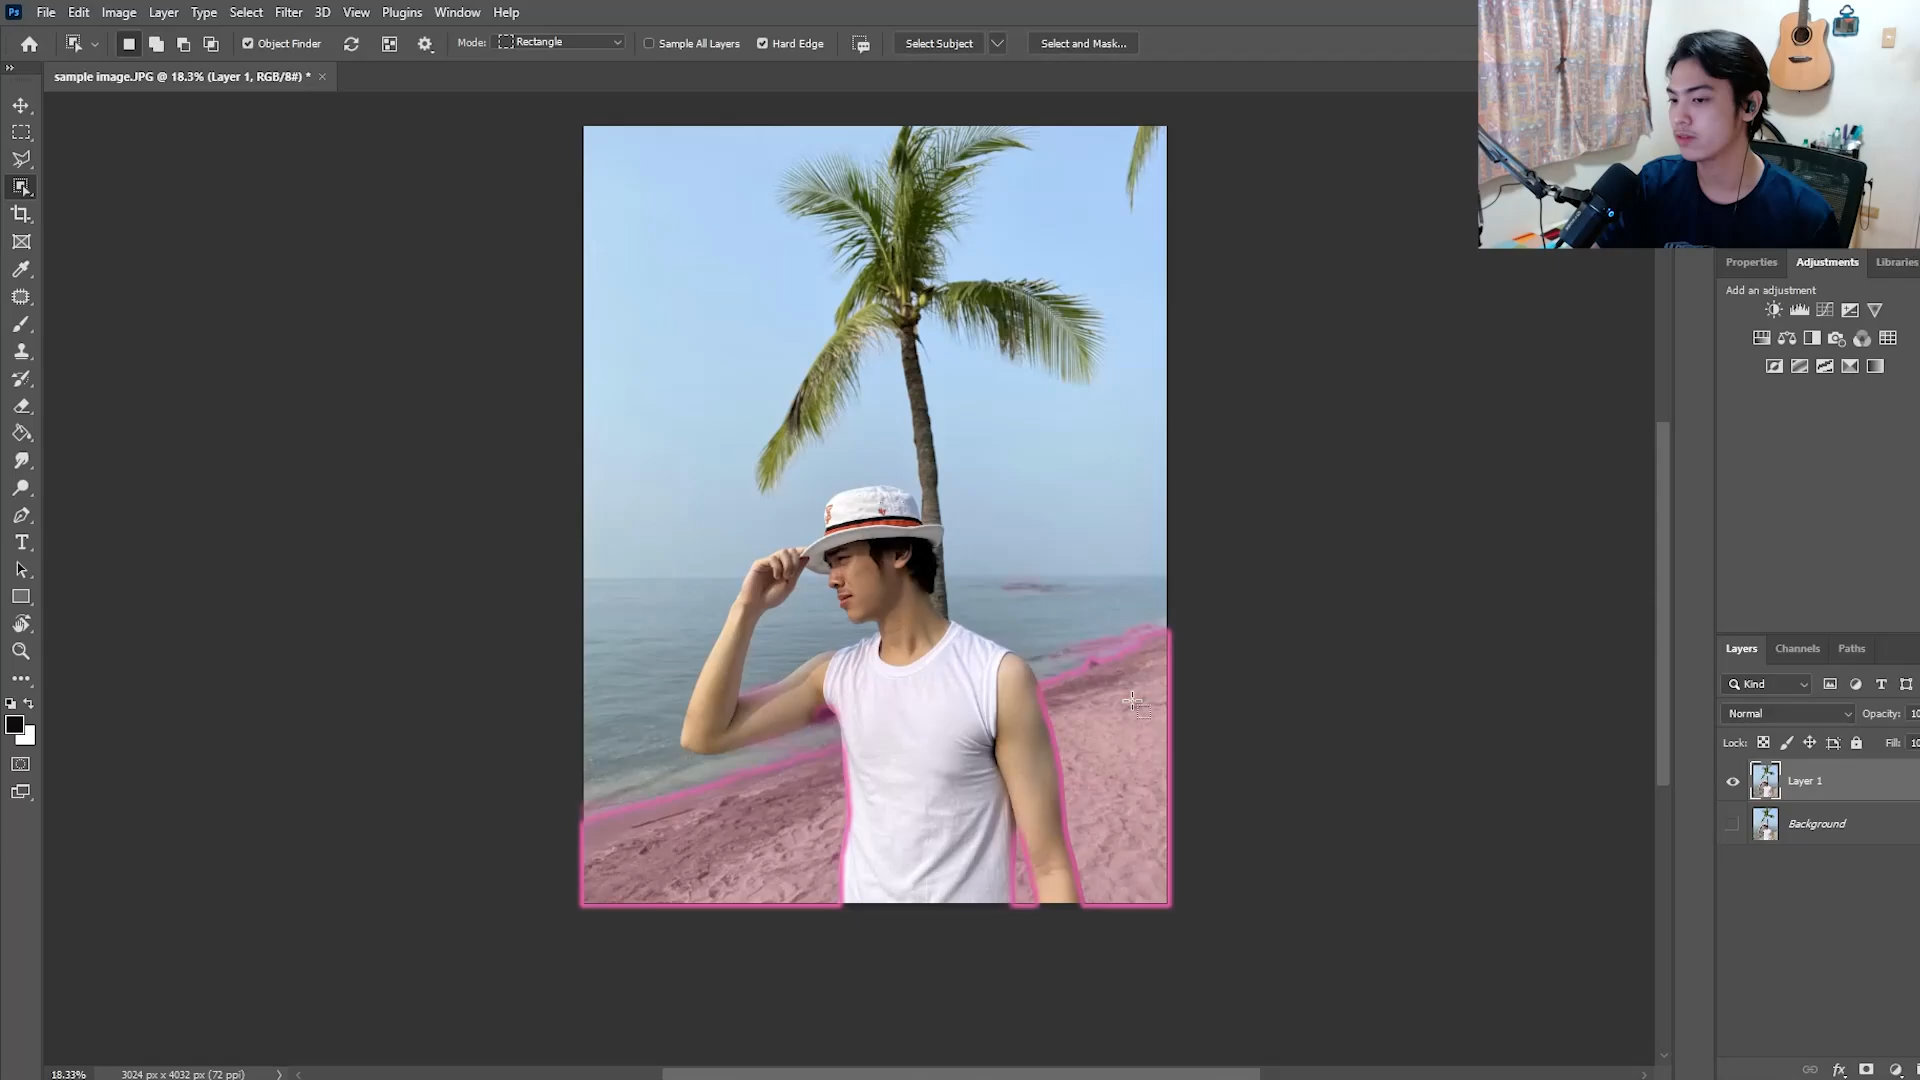 Ps File Edit Image Layer Type Select Filter 3D View Plugins Window Help
Object Finder Mode: Rectangle Sample All Layers Hard Edge Select Subject Select and Mask...
sample image.JPG @ 18.3% (Layer 1, RGB/8#) *
Properties Adjustments Libraries
Add an adjustment
Layers Channels Paths
Kind
Normal Opacity: 10
Lock: Fill: 10
Layer 1
Background
18.33% 3024 px x 4032 px (72 ppi)